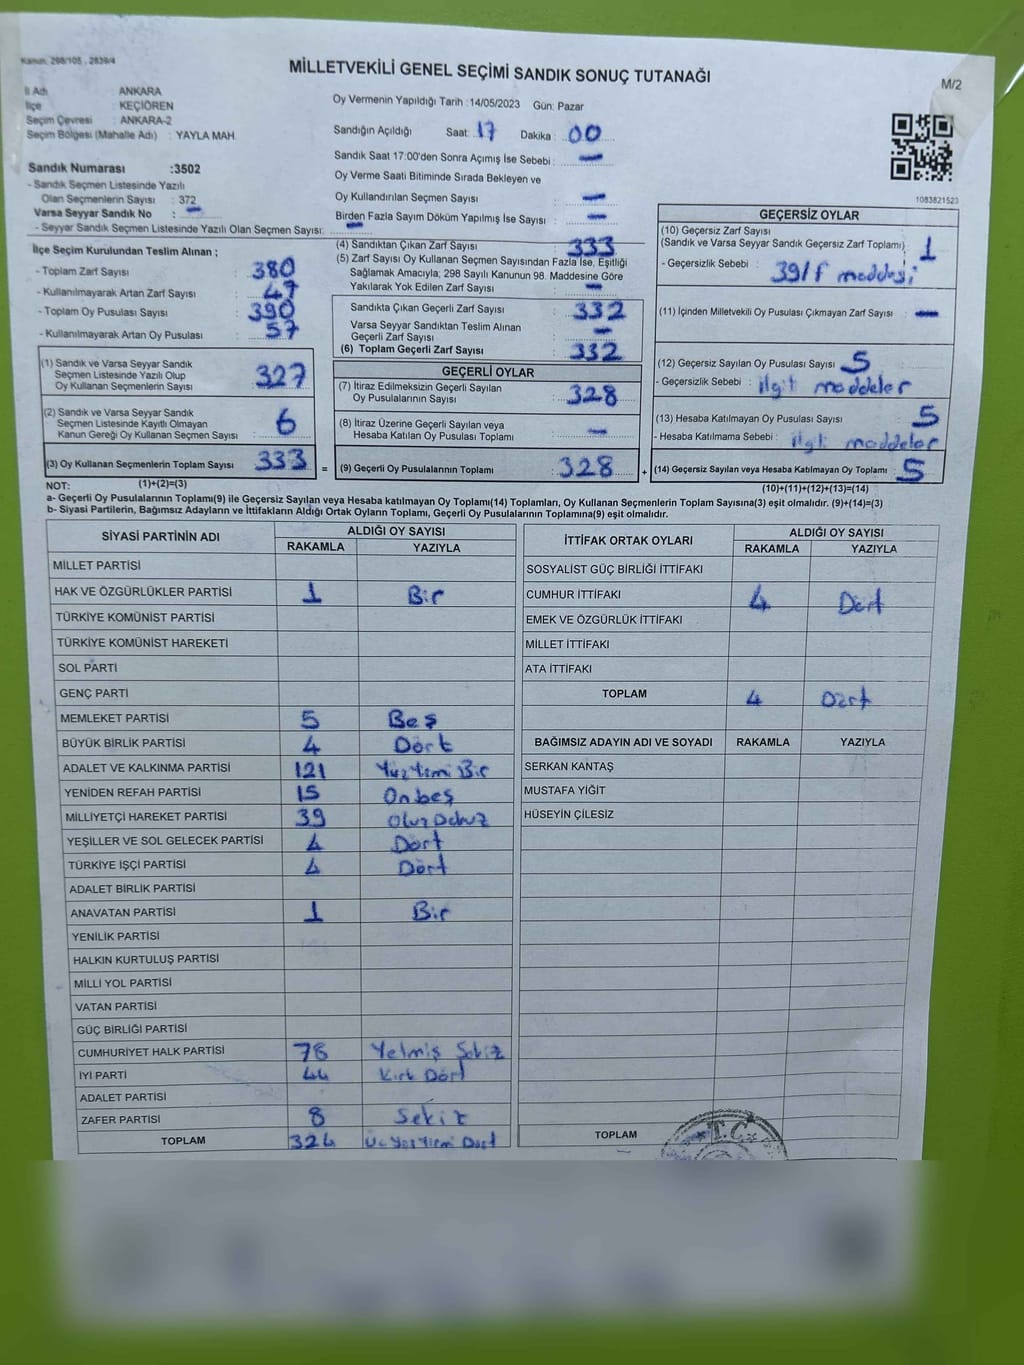 Kanun, 298/105 - 2839/4
MİLLETVEKİLİ GENEL SEÇİMİ SANDIK SONUÇ TUTANAĞI
M/2
İl Adı ANKARA
İlçe KEÇİÖREN
Seçim Çevresi : ANKARA-2
Seçim Bölgesi (Mahalle Adı) : YAYLA MAH.
Oy Vermenin Yapıldığı Tarih :14/05/2023 Gün: Pazar
Sandığın Açıldığı Saat: 17 Dakika : 00
Sandık Saat 17:00'den Sonra Açımış İse Sebebi : —
Oy Verme Saati Bitiminde Sırada Bekleyen ve
Oy Kullandırılan Seçmen Sayısı —
Birden Fazla Sayım Döküm Yapılmış İse Sayısı —
Sandık Numarası :3502
- Sandık Seçmen Listesinde Yazılı
Olan Seçmenlerin Sayısı : 372
Varsa Seyyar Sandık No : —
- Seyyar Sandık Seçmen Listesinde Yazılı Olan Seçmen Sayısı: —
1083821523
İlçe Seçim Kurulundan Teslim Alınan ;
- Toplam Zarf Sayısı : 380
- Kullanılmayarak Artan Zarf Sayısı : 47
- Toplam Oy Pusulası Sayısı : 390
- Kullanılmayarak Artan Oy Pusulası : 57
(1) Sandık ve Varsa Seyyar Sandık
Seçmen Listesinde Yazılı Olup
Oy Kullanan Seçmenlerin Sayısı : 327
(2) Sandık ve Varsa Seyyar Sandık
Seçmen Listesinde Kayıtlı Olmayan
Kanun Gereği Oy Kullanan Seçmen Sayısı : 6
(3) Oy Kullanan Seçmenlerin Toplam Sayısı 333
(1)+(2)=(3)
(4) Sandıktan Çıkan Zarf Sayısı : 333
(5) Zarf Sayısı Oy Kullanan Seçmen Sayısından Fazla İse, Eşitliği
Sağlamak Amacıyla; 298 Sayılı Kanunun 98. Maddesine Göre
Yakılarak Yok Edilen Zarf Sayısı : —
Sandıkta Çıkan Geçerli Zarf Sayısı : 332
Varsa Seyyar Sandıktan Teslim Alınan
Geçerli Zarf Sayısı : —
(6) Toplam Geçerli Zarf Sayısı : 332
GEÇERLİ OYLAR
(7) İtiraz Edilmeksizin Geçerli Sayılan
Oy Pusulalarının Sayısı : 328
(8) İtiraz Üzerine Geçerli Sayılan veya
Hesaba Katılan Oy Pusulası Toplamı : —
= (9) Geçerli Oy Pusulalarının Toplamı : 328
GEÇERSİZ OYLAR
(10) Geçersiz Zarf Sayısı
(Sandık ve Varsa Seyyar Sandık Geçersiz Zarf Toplamı) : 1
- Geçersizlik Sebebi : 39/f maddesi
(11) İçinden Milletvekili Oy Pusulası Çıkmayan Zarf Sayısı : —
(12) Geçersiz Sayılan Oy Pusulası Sayısı : 5
- Geçersizlik Sebebi : ilgili maddeler
(13) Hesaba Katılmayan Oy Pusulası Sayısı : 5
- Hesaba Katılmama Sebebi : ilgili maddeler
+ (14) Geçersiz Sayılan veya Hesaba Katılmayan Oy Toplamı : 5
(10)+(11)+(12)+(13)=(14)
NOT:
a- Geçerli Oy Pusulalarının Toplamı(9) ile Geçersiz Sayılan veya Hesaba katılmayan Oy Toplamı(14) Toplamları, Oy Kullanan Seçmenlerin Toplam Sayısına(3) eşit olmalıdır. (9)+(14)=(3)
b- Siyasi Partilerin, Bağımsız Adayların ve İttifakların Aldığı Ortak Oyların Toplamı, Geçerli Oy Pusulalarının Toplamına(9) eşit olmalıdır.
SİYASİ PARTİNİN ADI ALDIĞI OY SAYISI
RAKAMLA YAZIYLA
MİLLET PARTİSİ
HAK VE ÖZGÜRLÜKLER PARTİSİ 1 Bir
TÜRKİYE KOMÜNİST PARTİSİ
TÜRKİYE KOMÜNİST HAREKETİ
SOL PARTİ
GENÇ PARTİ
MEMLEKET PARTİSİ 5 Beş
BÜYÜK BİRLİK PARTİSİ 4 Dört
ADALET VE KALKINMA PARTİSİ 121 Yüzyirmi Bir
YENİDEN REFAH PARTİSİ 15 Onbeş
MİLLİYETÇİ HAREKET PARTİSİ 39 Otuz Dokuz
YEŞİLLER VE SOL GELECEK PARTİSİ 4 Dört
TÜRKİYE İŞÇİ PARTİSİ 4 Dört
ADALET BİRLİK PARTİSİ
ANAVATAN PARTİSİ 1 Bir
YENİLİK PARTİSİ
HALKIN KURTULUŞ PARTİSİ
MİLLİ YOL PARTİSİ
VATAN PARTİSİ
GÜÇ BİRLİĞİ PARTİSİ
CUMHURİYET HALK PARTİSİ 78 Yetmiş Sekiz
İYİ PARTİ 44 Kırk Dört
ADALET PARTİSİ
ZAFER PARTİSİ 8 Sekiz
TOPLAM 324 Üçyüzyirmi Dört
İTTİFAK ORTAK OYLARI ALDIĞI OY SAYISI
RAKAMLA YAZIYLA
SOSYALİST GÜÇ BİRLİĞİ İTTİFAKI
CUMHUR İTTİFAKI 4 Dört
EMEK VE ÖZGÜRLÜK İTTİFAKI
MİLLET İTTİFAKI
ATA İTTİFAKI
TOPLAM 4 Dört
BAĞIMSIZ ADAYIN ADI VE SOYADI RAKAMLA YAZIYLA
SERKAN KANTAŞ
MUSTAFA YİĞİT
HÜSEYİN ÇİLESİZ
TOPLAM
T.C.